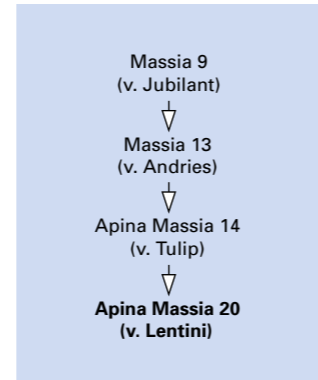 Massia 9
(v. Jubilant)
Massia 13
(v. Andries)
Apina Massia 14
(v. Tulip)
Apina Massia 20
(v. Lentini)